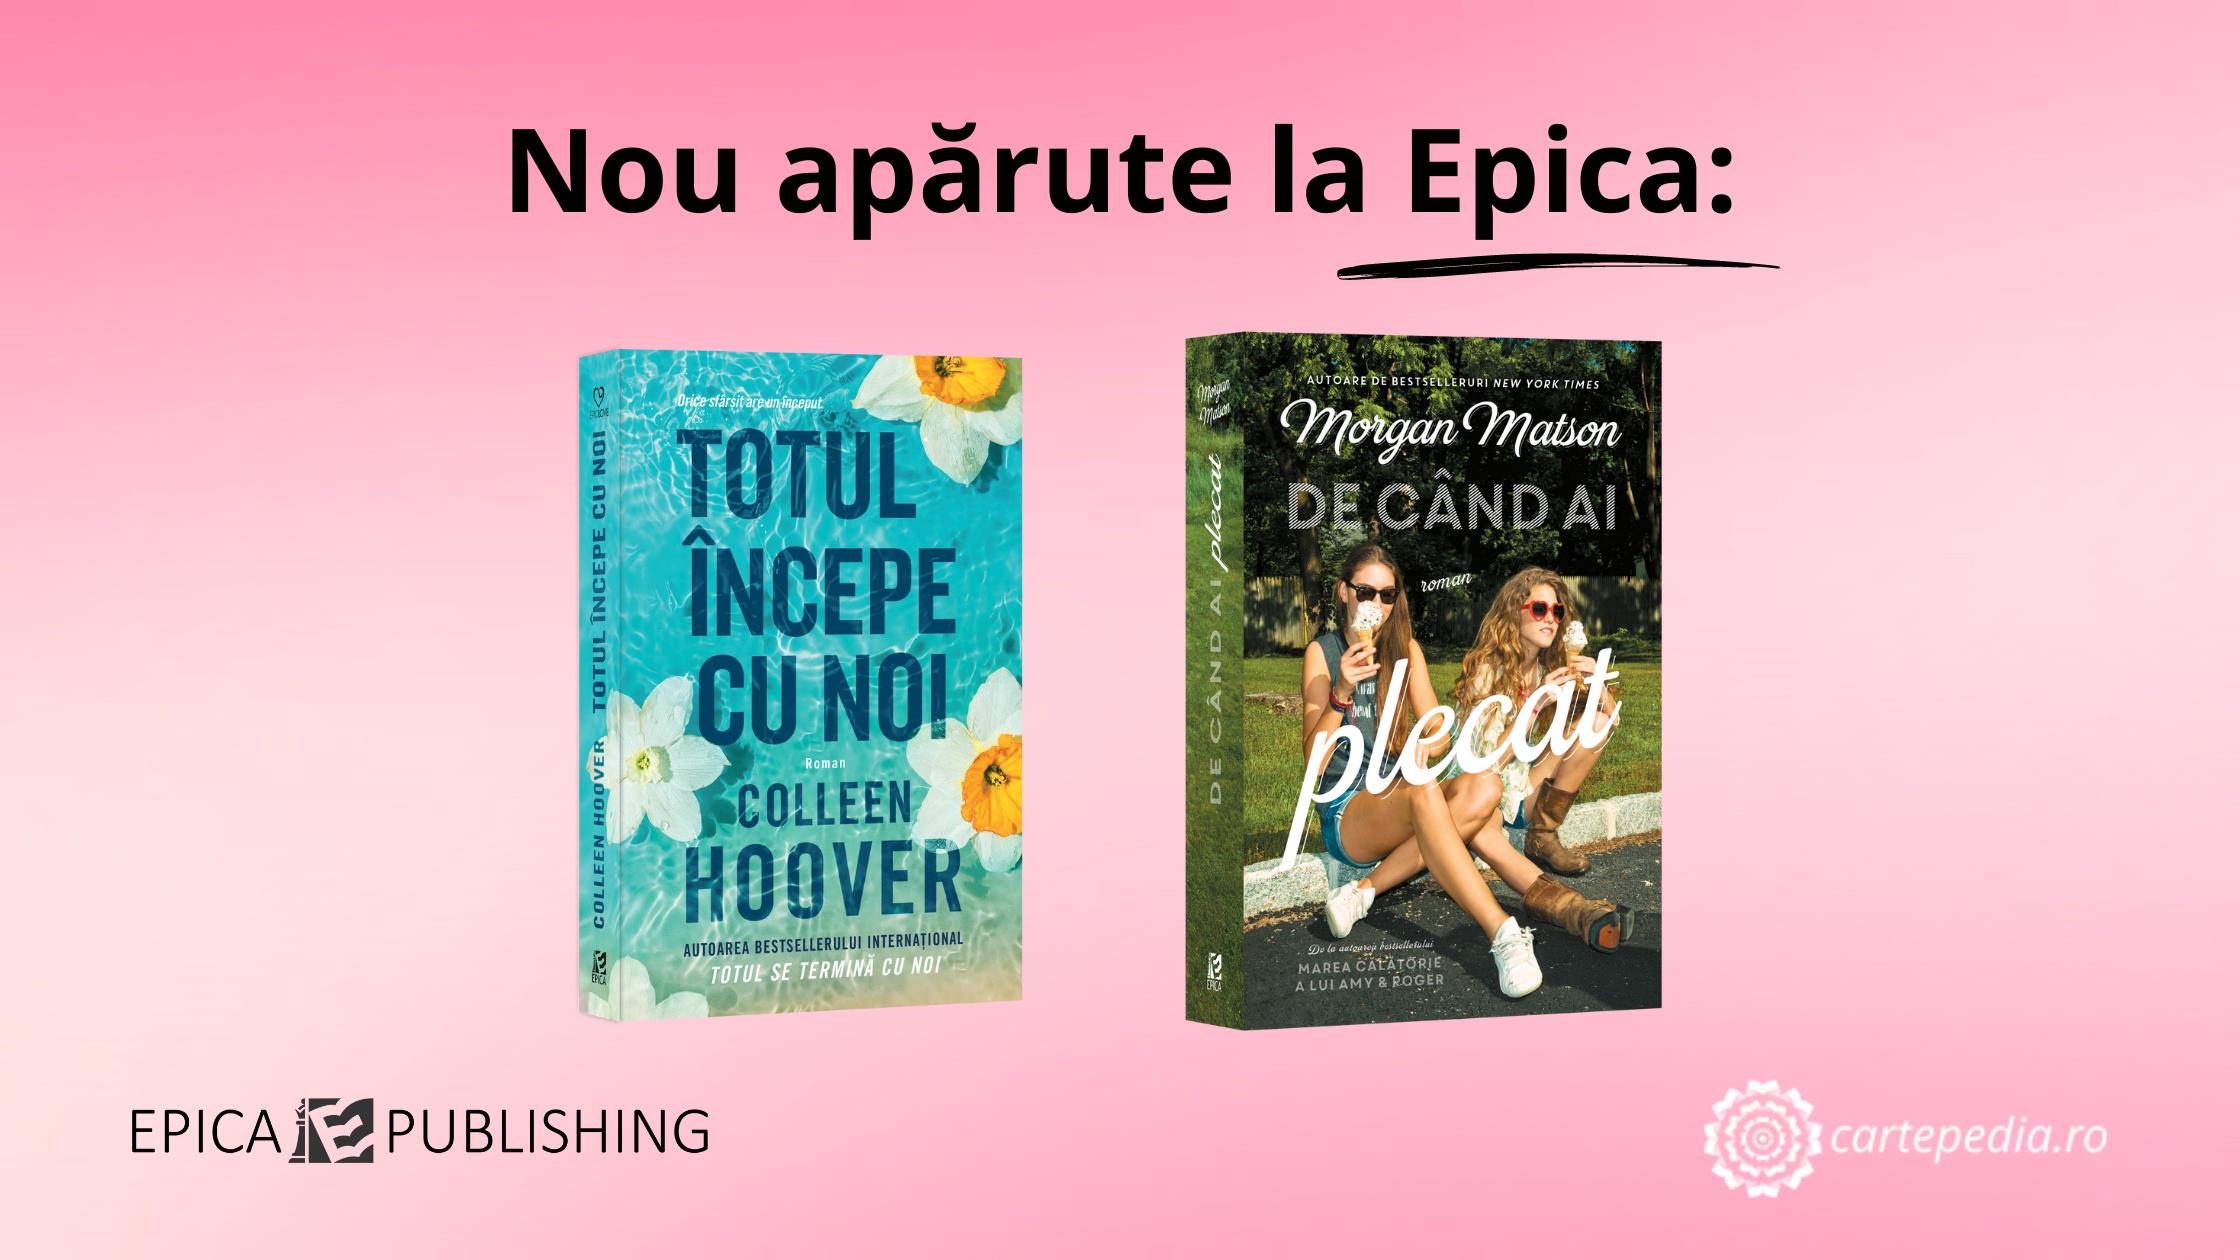 Nou apărute la Epica:
EPICLOVE
TOTUL ÎNCEPE CU NOI
COLLEEN HOOVER
EPICA
Orice sfârșit are un început.
TOTUL
ÎNCEPE
CU NOI
Roman
COLLEEN
HOOVER
AUTOAREA BESTSELLERULUI INTERNAȚIONAL
TOTUL SE TERMINĂ CU NOI
Morgan
Matson
DE CÂND AI plecat
EPICA
AUTOARE DE BESTSELLERURI NEW YORK TIMES
Morgan Matson
DE CÂND AI
roman
plecat
De la autoarea bestsellerului
MAREA CĂLĂTORIE
A LUI AMY & ROGER
EPICA PUBLISHING
cartepedia.ro